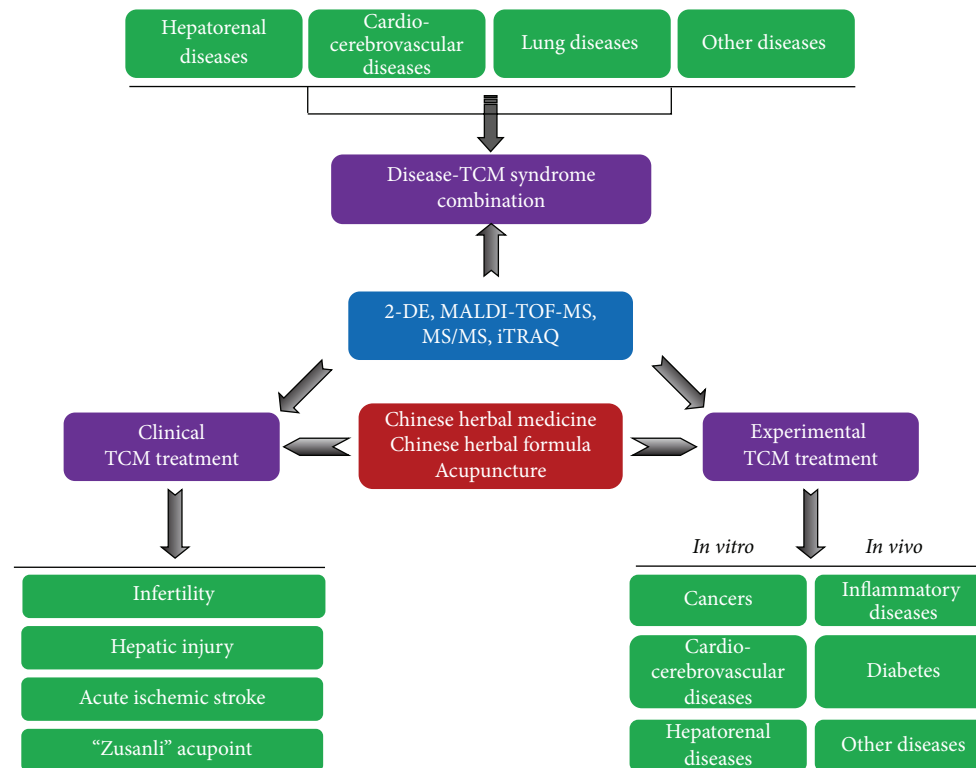 Hepatorenal
diseases
Cardio-
cerebrovascular
diseases
Lung diseases
Other diseases
Disease-TCM syndrome
combination
2-DE, MALDI-TOF-MS,
MS/MS, iTRAQ
Clinical
TCM treatment
Chinese herbal medicine
Chinese herbal formula
Acupuncture
Experimental
TCM treatment
Infertility
Hepatic injury
Acute ischemic stroke
“Zusanli” acupoint
In vitro
In vivo
Cancers
Inflammatory
diseases
Cardio-
cerebrovascular
diseases
Diabetes
Hepatorenal
diseases
Other diseases